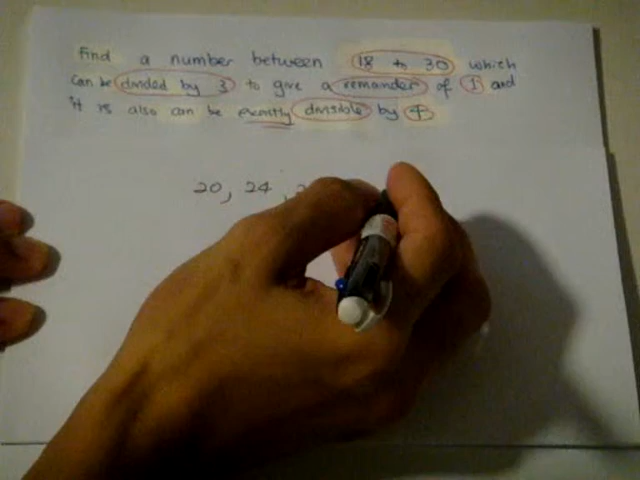 Find a number between 18 to 30 which
can be divided by 3 to give a remainder of 1 and
it is also can be exactly divisible by 4
20, 24, 2